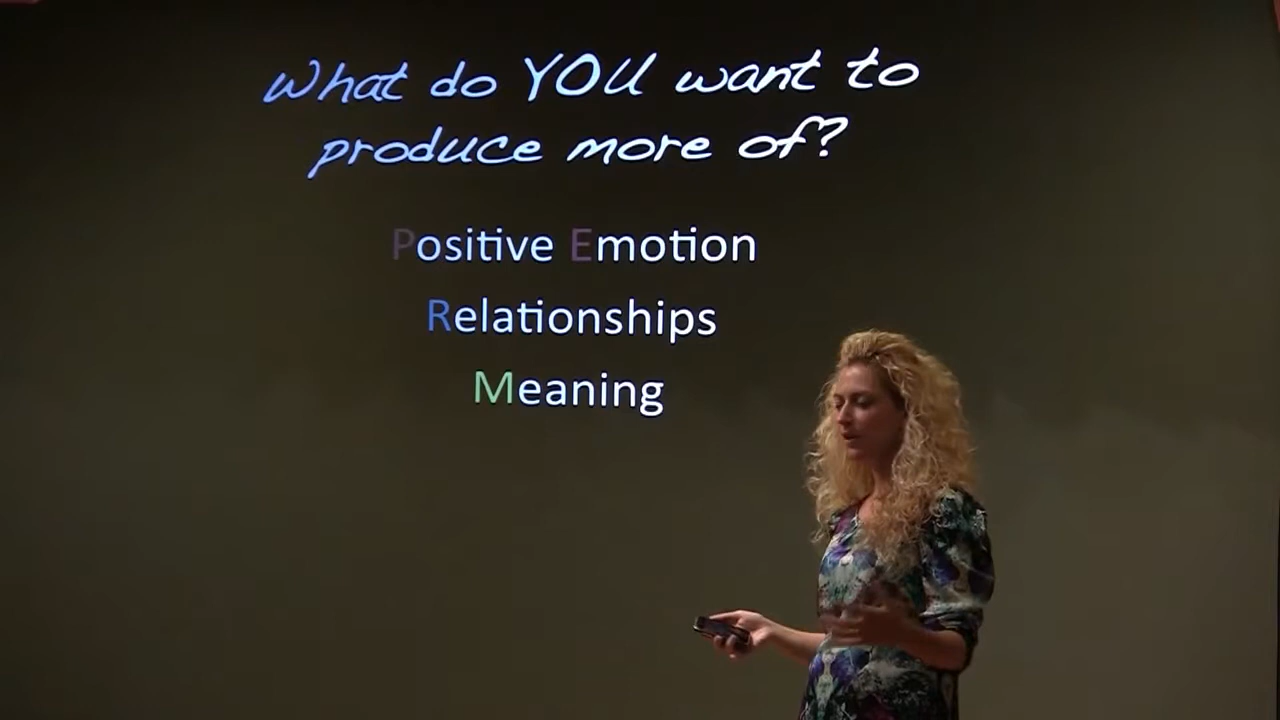 What do YOU want to
produce more of?
Positive Emotion
Relationships
Meaning